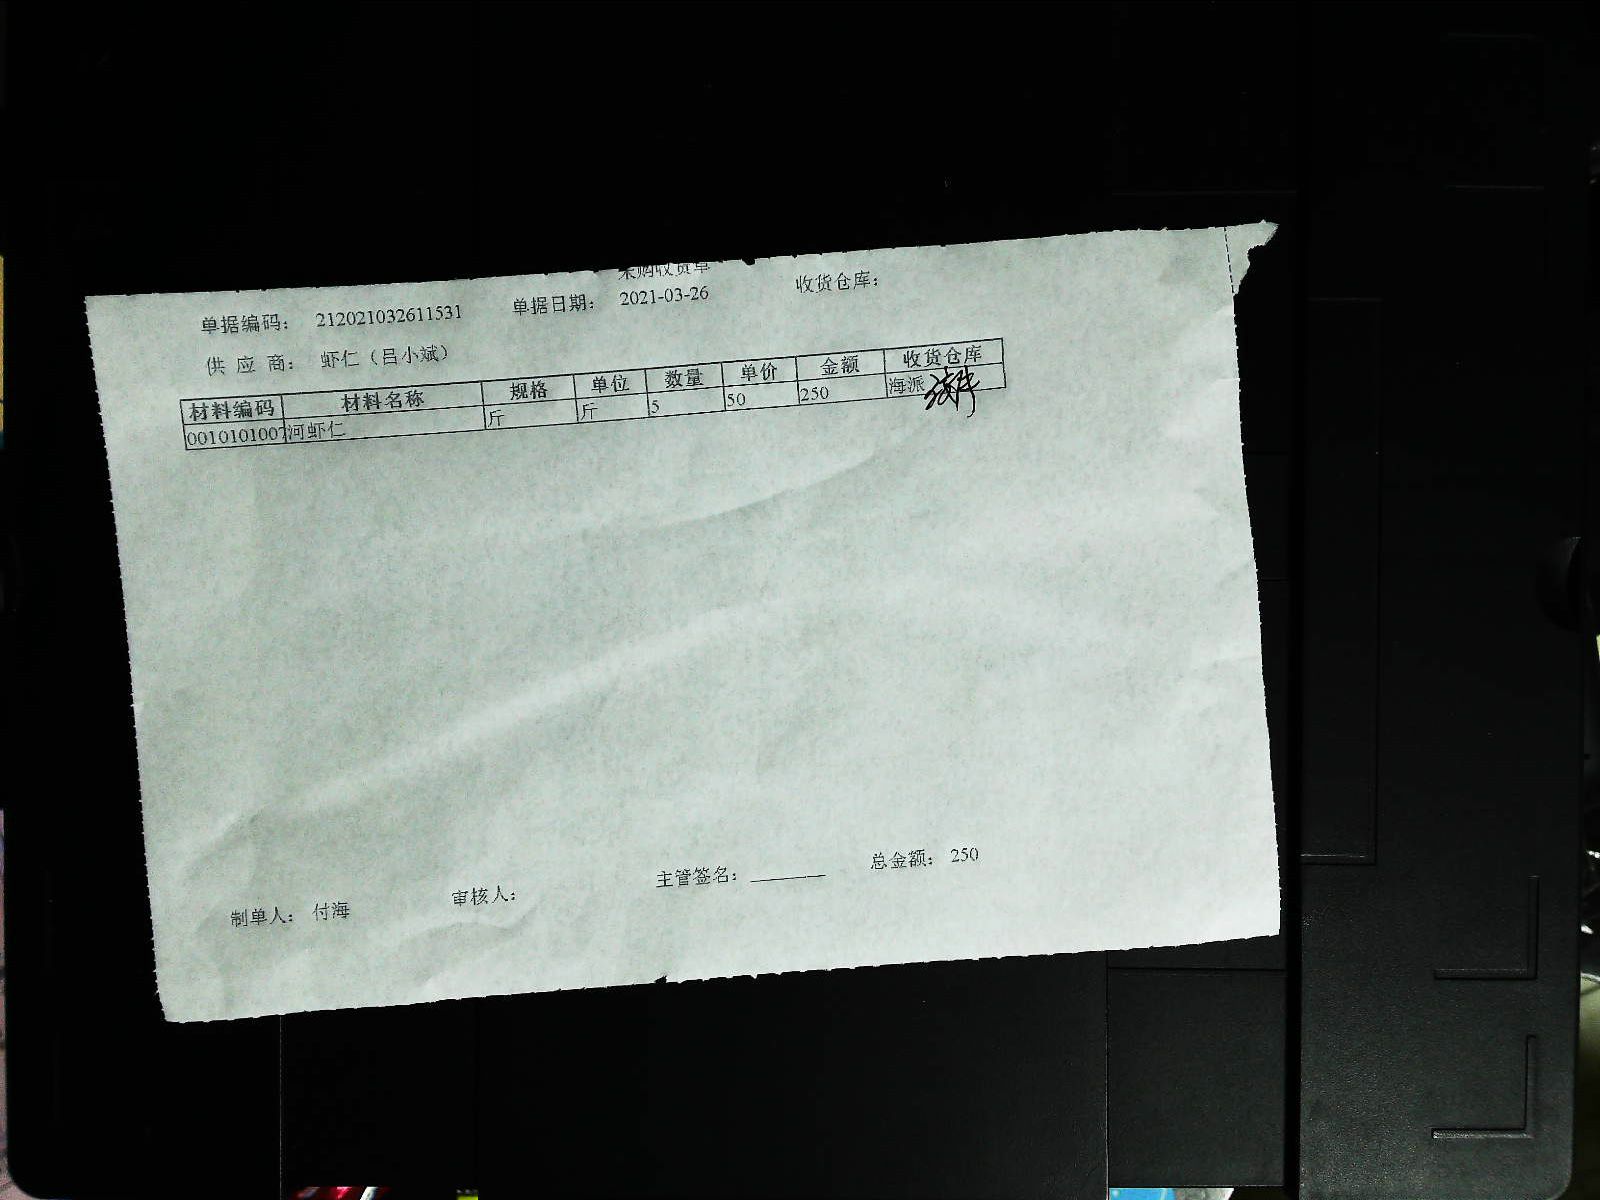 采购收货单
单据编码： 212021032611531 单据日期： 2021-03-26 收货仓库：
供 应 商： 虾仁（吕小斌）
材料编码 材料名称 规格 单位 数量 单价 金额 收货仓库
0010101007 河虾仁 斤 斤 5 50 250 海派
制单人： 付海 审核人： 主管签名： 总金额： 250